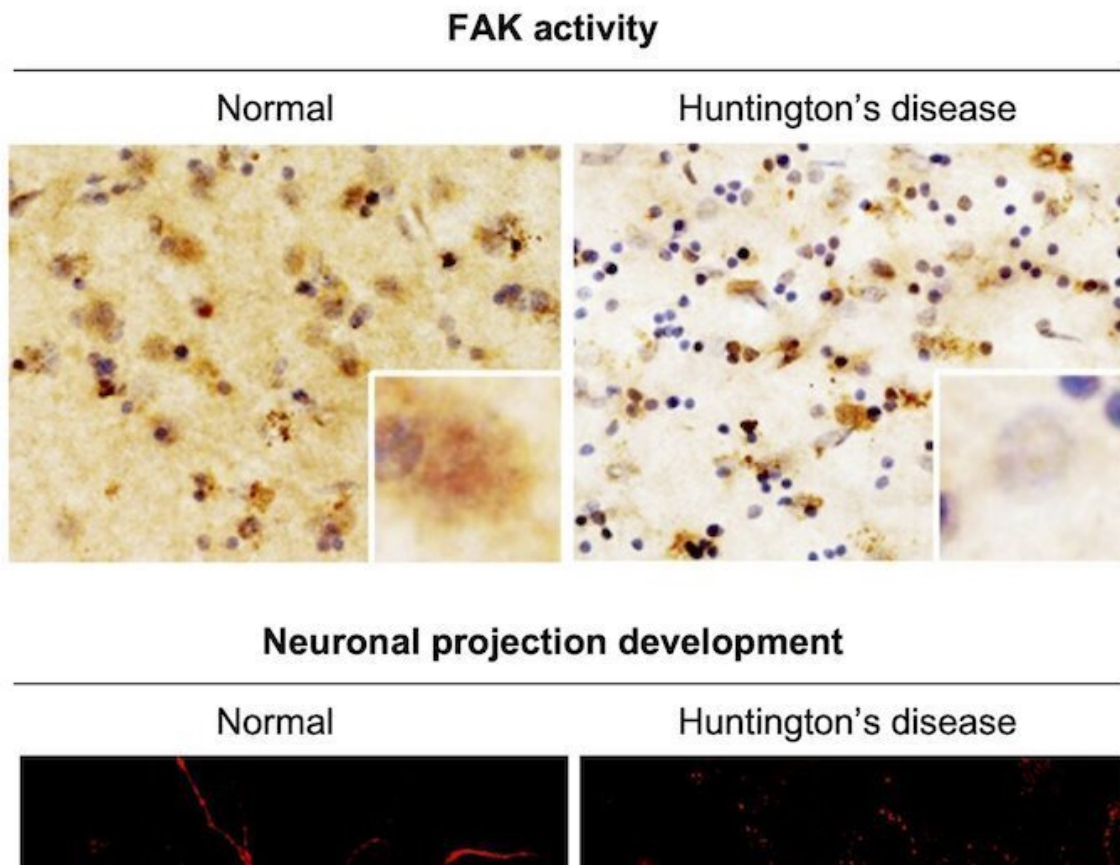 FAK activity
Normal
Huntington's disease
Neuronal projection development
Normal
Huntington's disease